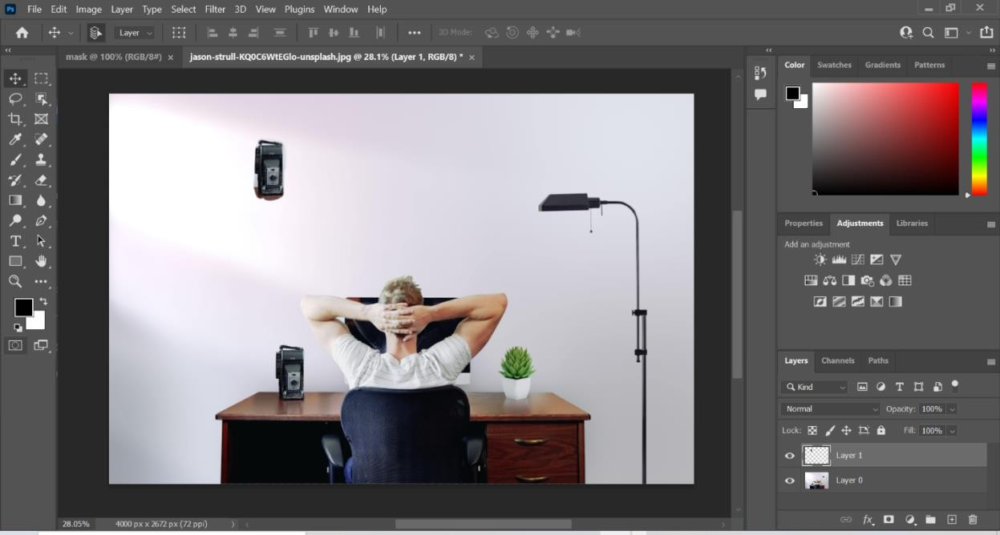 Ps File Edit Image Layer Type Select Filter 3D View Plugins Window Help
Layer 3D Mode:
mask @ 100% (RGB/8#) × jason-strull-KQ0C6WtEGlo-unsplash.jpg @ 28.1% (Layer 1, RGB/8) * ×
Color Swatches Gradients Patterns
Properties Adjustments Libraries
Add an adjustment
Layers Channels Paths
Kind
Normal Opacity: 100%
Lock: Fill: 100%
Layer 1
Layer 0
fx
28.05% 4000 px x 2672 px (72 ppi)